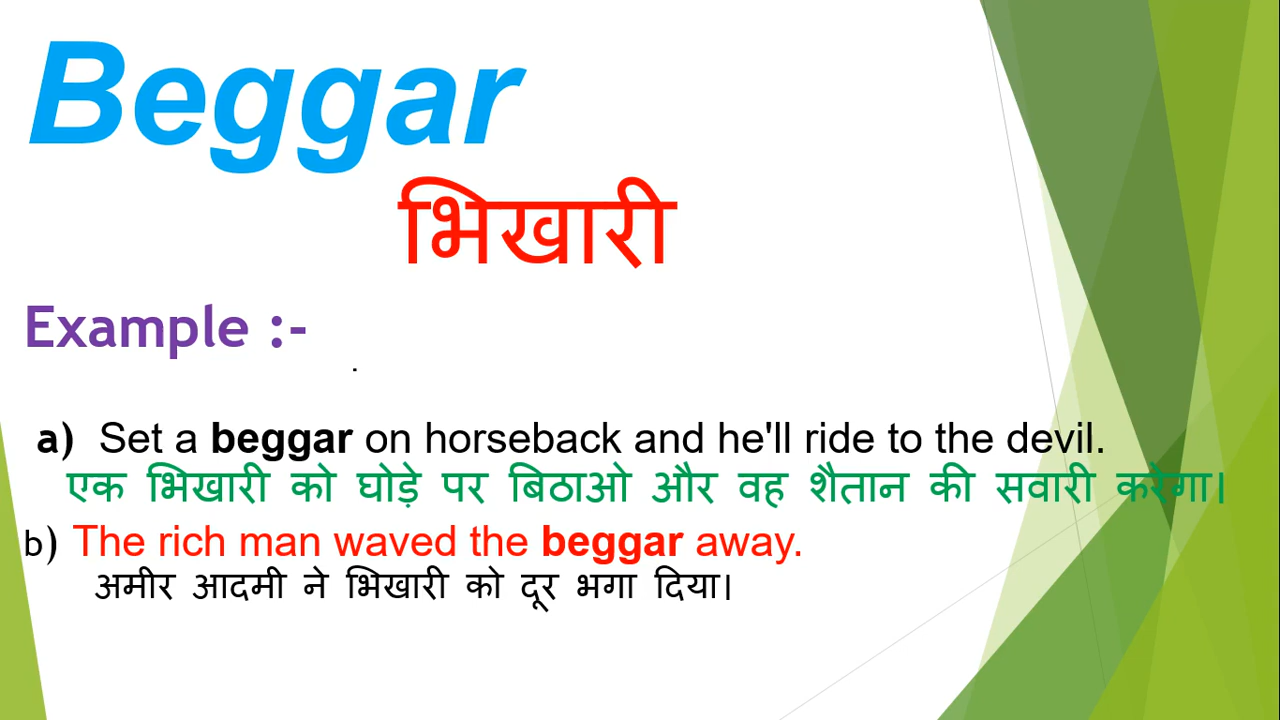 Beggar
भिखारी
Example :-
.
a) Set a beggar on horseback and he'll ride to the devil.
एक भिखारी को घोड़े पर बिठाओ और वह शैतान की सवारी करेगा।
b) The rich man waved the beggar away.
अमीर आदमी ने भिखारी को दूर भगा दिया।